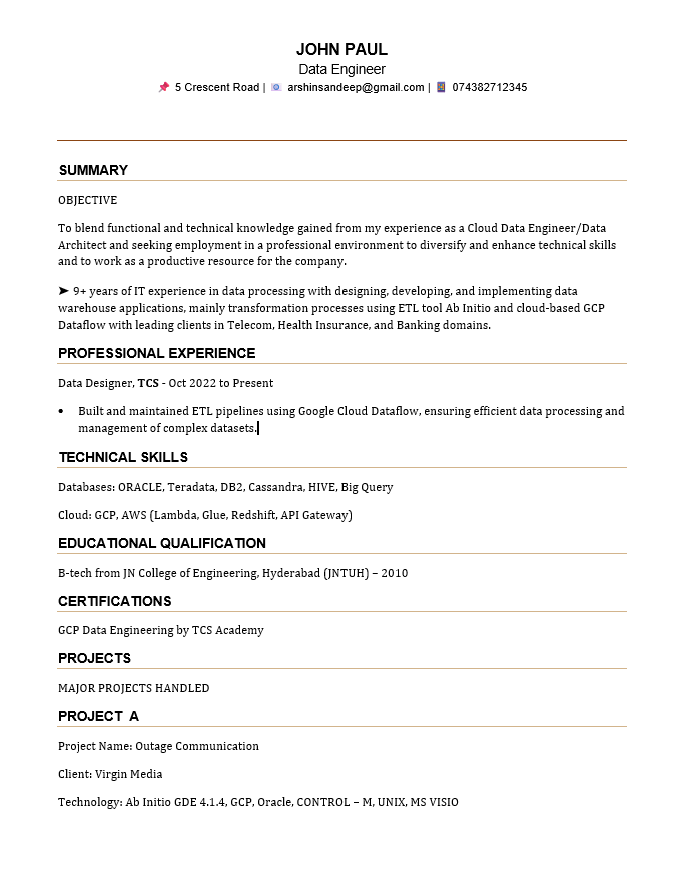 JOHN PAUL
Data Engineer
📌 5 Crescent Road | 📧 arshinsandeep@gmail.com | 📱 074382712345
SUMMARY
OBJECTIVE
To blend functional and technical knowledge gained from my experience as a Cloud Data Engineer/Data
Architect and seeking employment in a professional environment to diversify and enhance technical skills
and to work as a productive resource for the company.
➤ 9+ years of IT experience in data processing with designing, developing, and implementing data
warehouse applications, mainly transformation processes using ETL tool Ab Initio and cloud-based GCP
Dataflow with leading clients in Telecom, Health Insurance, and Banking domains.
PROFESSIONAL EXPERIENCE
Data Designer, TCS - Oct 2022 to Present
• Built and maintained ETL pipelines using Google Cloud Dataflow, ensuring efficient data processing and
management of complex datasets.
TECHNICAL SKILLS
Databases: ORACLE, Teradata, DB2, Cassandra, HIVE, Big Query
Cloud: GCP, AWS (Lambda, Glue, Redshift, API Gateway)
EDUCATIONAL QUALIFICATION
B-tech from JN College of Engineering, Hyderabad (JNTUH) – 2010
CERTIFICATIONS
GCP Data Engineering by TCS Academy
PROJECTS
MAJOR PROJECTS HANDLED
PROJECT A
Project Name: Outage Communication
Client: Virgin Media
Technology: Ab Initio GDE 4.1.4, GCP, Oracle, CONTROL – M, UNIX, MS VISIO